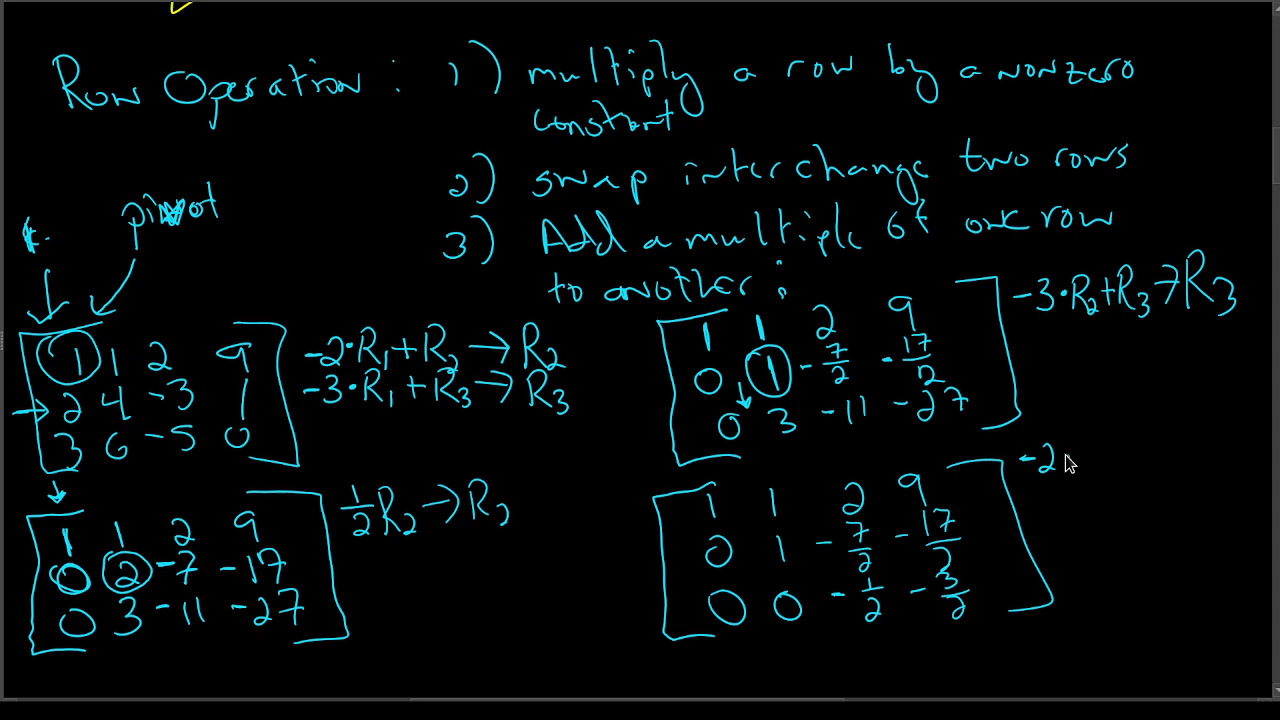 Row Operation : 1) multiply a row by a nonzero
constant
2) swap interchange two rows
3) Add a multiple of one row
to another :
pivot
1 1 2 9
2 4 -3 1
3 6 -5 0
-2·R₁+R₂ → R₂
-3·R₁+R₃ → R₃
1 1 2 9
0 2 -7 -17
0 3 -11 -27
1/2 R₂ → R₂
1 1 2 9
0 1 -7/2 -17/2
0 3 -11 -27
-3·R₂+R₃ → R₃
1 1 2 9
0 1 -7/2 -17/2
0 0 -1/2 -3/2
-2